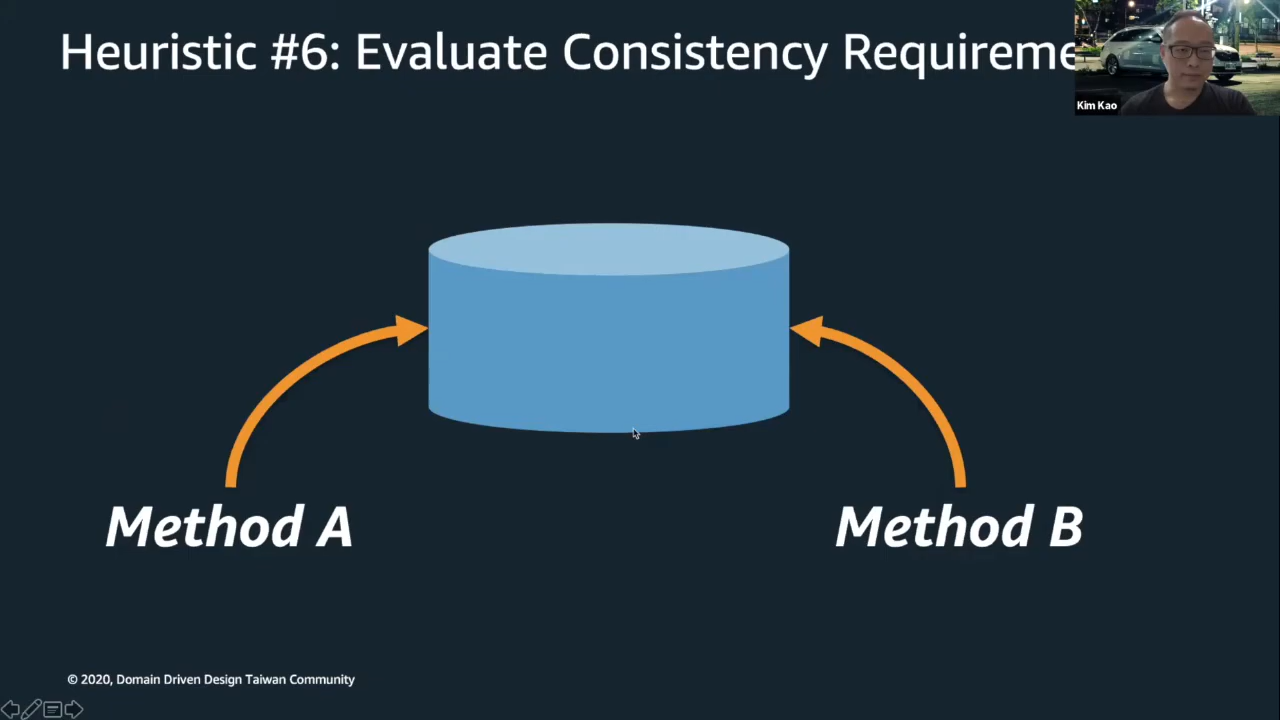 Heuristic #6: Evaluate Consistency Requireme
Kim Kao
Method A
Method B
© 2020, Domain Driven Design Taiwan Community